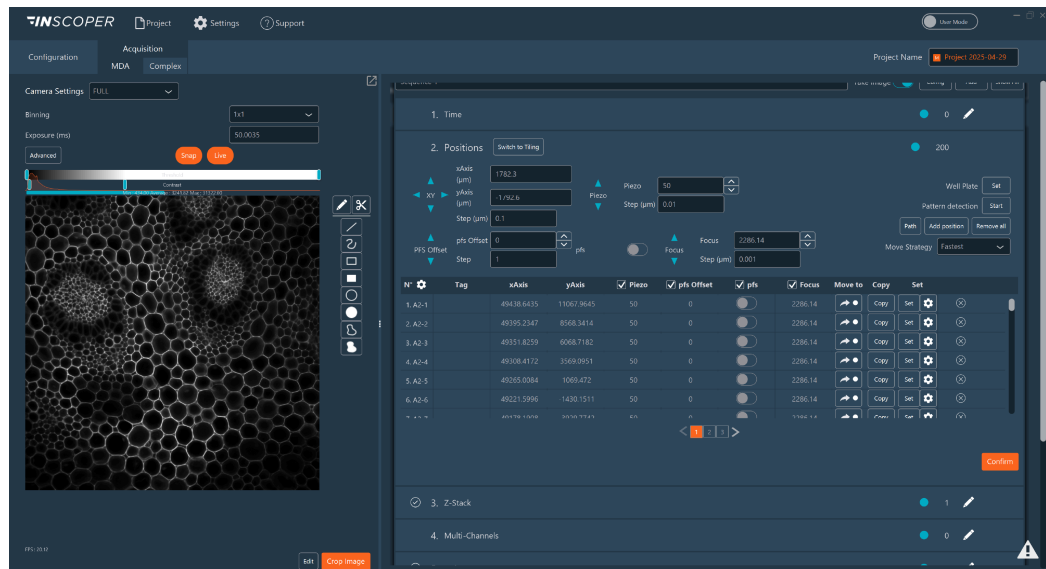 INSCOPER Project Settings Support User Mode
Configuration Acquisition MDA Complex Project Name Project 2025-04-29
Camera Settings FULL
Binning 1x1
Exposure (ms) 50.0035
Advanced Snap Live
Contrast
FPS: 20.12
Edit Crop Image
1. Time 0
2. Positions Switch to Tiling 200
xAxis (µm) 1782.3
XY yAxis (µm) -1792.6
Step (µm) 0.1
Piezo Piezo 50
Step (µm) 0.01
Well Plate Set
Pattern detection Start
Path Add position Remove all
Move Strategy Fastest
PFS Offset pfs Offset 0
Step 1
pfs
Focus Focus 2286.14
Step (µm) 0.001
N° Tag xAxis yAxis Piezo pfs Offset pfs Focus Move to Copy Set
1. A2-1 49438.6435 11067.9645 50 0 2286.14 Copy Set
2. A2-2 49395.2347 8568.3414 50 0 2286.14 Copy Set
3. A2-3 49351.8259 6068.7182 50 0 2286.14 Copy Set
4. A2-4 49308.4172 3569.0951 50 0 2286.14 Copy Set
5. A2-5 49265.0084 1069.472 50 0 2286.14 Copy Set
6. A2-6 49221.5996 -1430.1511 50 0 2286.14 Copy Set
1 2 3
Confirm
3. Z-Stack 1
4. Multi-Channels 0